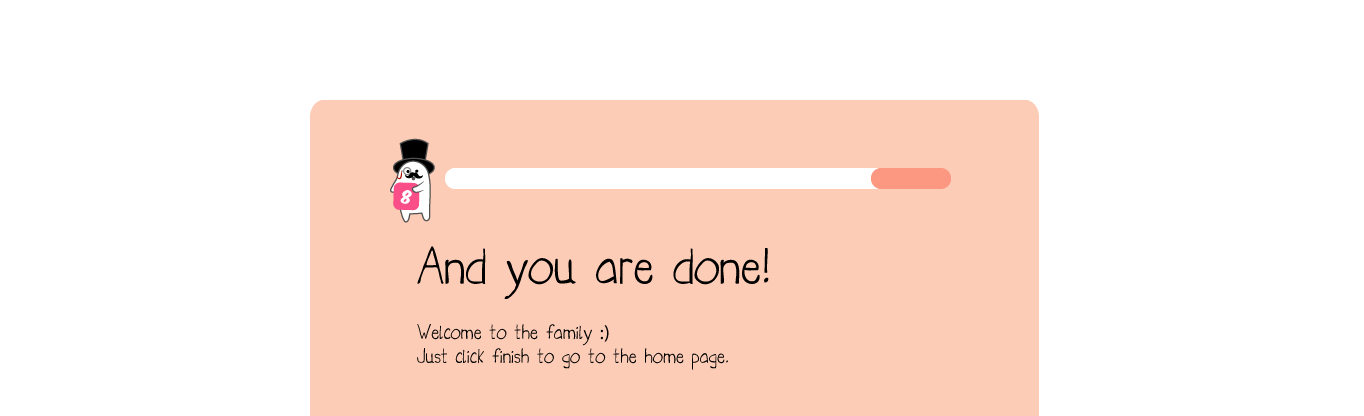 8
And you are done!
Welcome to the family :)
Just click finish to go to the home page.